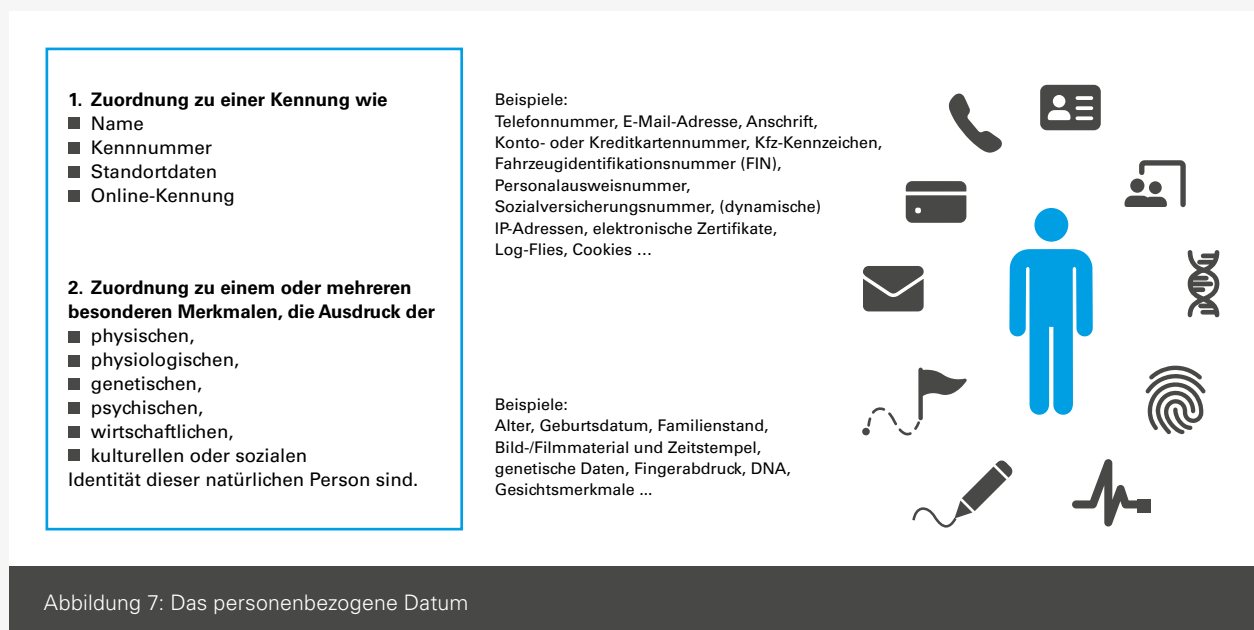 1. Zuordnung zu einer Kennung wie
Name
Kennnummer
Standortdaten
Online-Kennung
2. Zuordnung zu einem oder mehreren
besonderen Merkmalen, die Ausdruck der
physischen,
physiologischen,
genetischen,
psychischen,
wirtschaftlichen,
kulturellen oder sozialen
Identität dieser natürlichen Person sind.
Beispiele:
Telefonnummer, E-Mail-Adresse, Anschrift,
Konto- oder Kreditkartennummer, Kfz-Kennzeichen,
Fahrzeugidentifikationsnummer (FIN),
Personalausweisnummer,
Sozialversicherungsnummer, (dynamische)
IP-Adressen, elektronische Zertifikate,
Log-Flies, Cookies ...
Beispiele:
Alter, Geburtsdatum, Familienstand,
Bild-/Filmmaterial und Zeitstempel,
genetische Daten, Fingerabdruck, DNA,
Gesichtsmerkmale ...
Abbildung 7: Das personenbezogene Datum